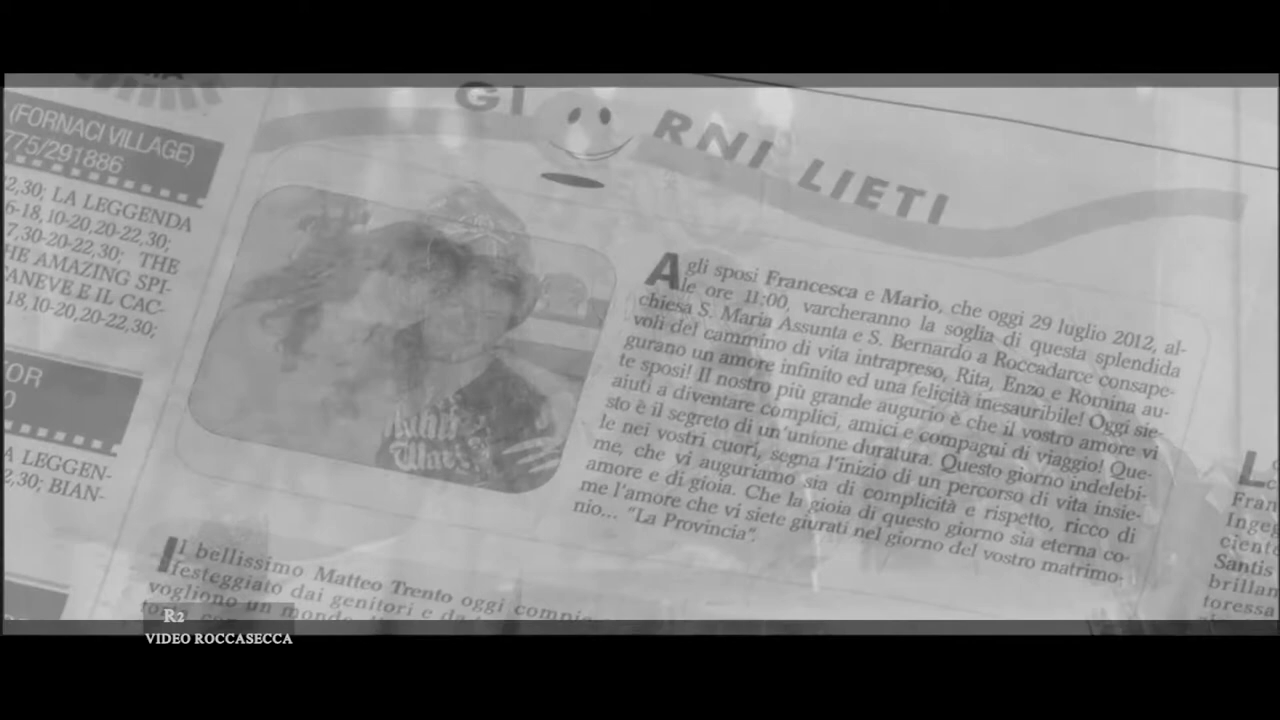 GIORNI LIETI
(FORNACI VILLAGE)
775/291886
2,30; LA LEGGENDA
6-18,10-20,20-22,30;
7,30-20-22,30; THE
HE AMAZING SPI-
ANEVE E IL CAC-
18,10-20,20-22,30;
TOR
O
A LEGGEN-
2,30; BIAN-
Agli sposi Francesca e Mario, che oggi 29 luglio 2012, al-
le ore 11:00, varcheranno la soglia di questa splendida
chiesa S. Maria Assunta e S. Bernardo a Roccadarce consape-
voli del cammino di vita intrapreso, Rita, Enzo e Romina au-
gurano un amore infinito ed una felicità inesauribile! Oggi sie-
te sposi! Il nostro più grande augurio è che il vostro amore vi
aiuti a diventare complici, amici e compagni di viaggio! Que-
sto è il segreto di un'unione duratura. Questo giorno indelebi-
le nei vostri cuori, segna l'inizio di un percorso di vita insie-
me, che vi auguriamo sia di complicità e rispetto, ricco di
amore e di gioia. Che la gioia di questo giorno sia eterna co-
me l'amore che vi siete giurati nel giorno del vostro matrimo-
nio... "La Provincia".
Il bellissimo Matteo Trento oggi compie
festeggiato dai genitori e da
vogliono un mondo
Fran
Ingeg
ciente
Santis
brillan
toressa
R2
VIDEO ROCCASECCA